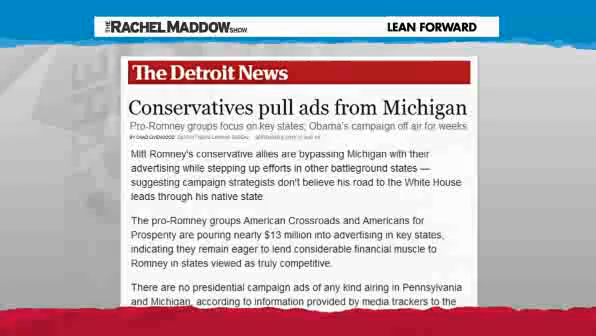 THE RACHEL MADDOW SHOW
LEAN FORWARD
The Detroit News
Conservatives pull ads from Michigan
Pro-Romney groups focus on key states; Obama's campaign off air for weeks
Mitt Romney's conservative allies are bypassing Michigan with their
advertising while stepping up efforts in other battleground states —
suggesting campaign strategists don't believe his road to the White House
leads through his native state
The pro-Romney groups American Crossroads and Americans for
Prosperity are pouring nearly $13 million into advertising in key states,
indicating they remain eager to lend considerable financial muscle to
Romney in states viewed as truly competitive.
There are no presidential campaign ads of any kind airing in Pennsylvania
and Michigan, according to information provided by media trackers to the